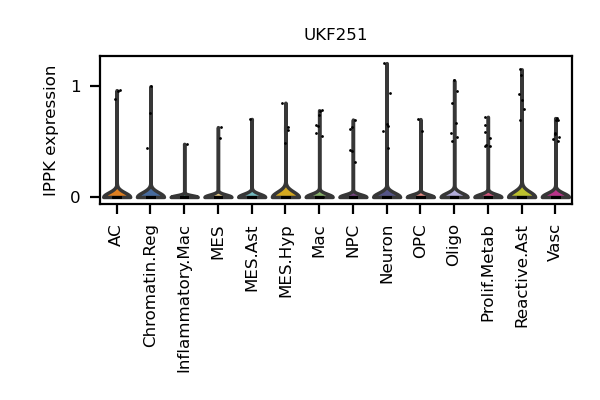 UKF251
IPPK expression
1
0
AC
Chromatin.Reg
Inflammatory.Mac
MES
MES.Ast
MES.Hyp
Mac
NPC
Neuron
OPC
Oligo
Prolif.Metab
Reactive.Ast
Vasc